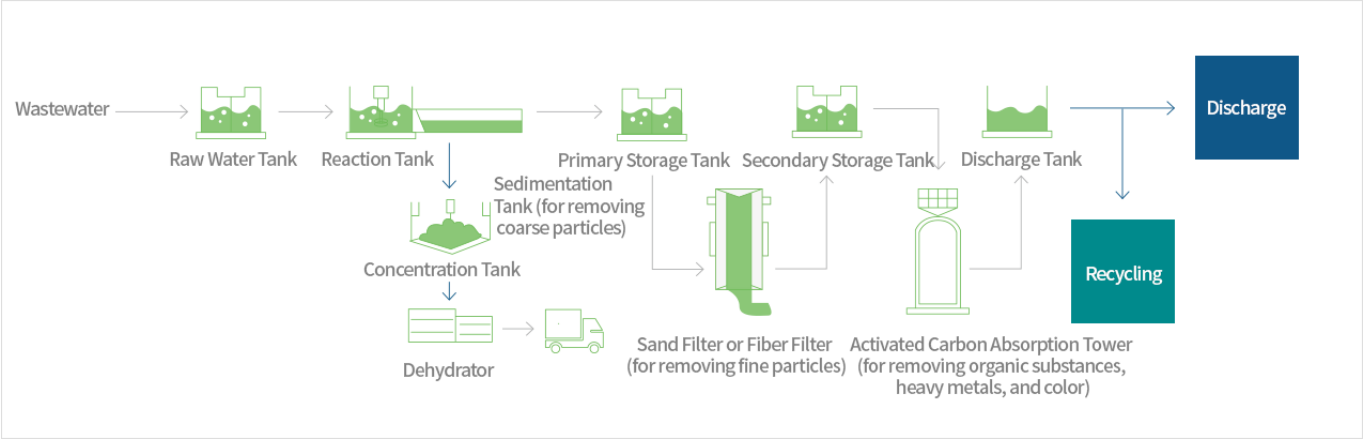 Wastewater
Raw Water Tank
Reaction Tank
Sedimentation
Tank (for removing
coarse particles)
Concentration Tank
Dehydrator
Primary Storage Tank
Sand Filter or Fiber Filter
(for removing fine particles)
Secondary Storage Tank
Activated Carbon Absorption Tower
(for removing organic substances,
heavy metals, and color)
Discharge Tank
Discharge
Recycling